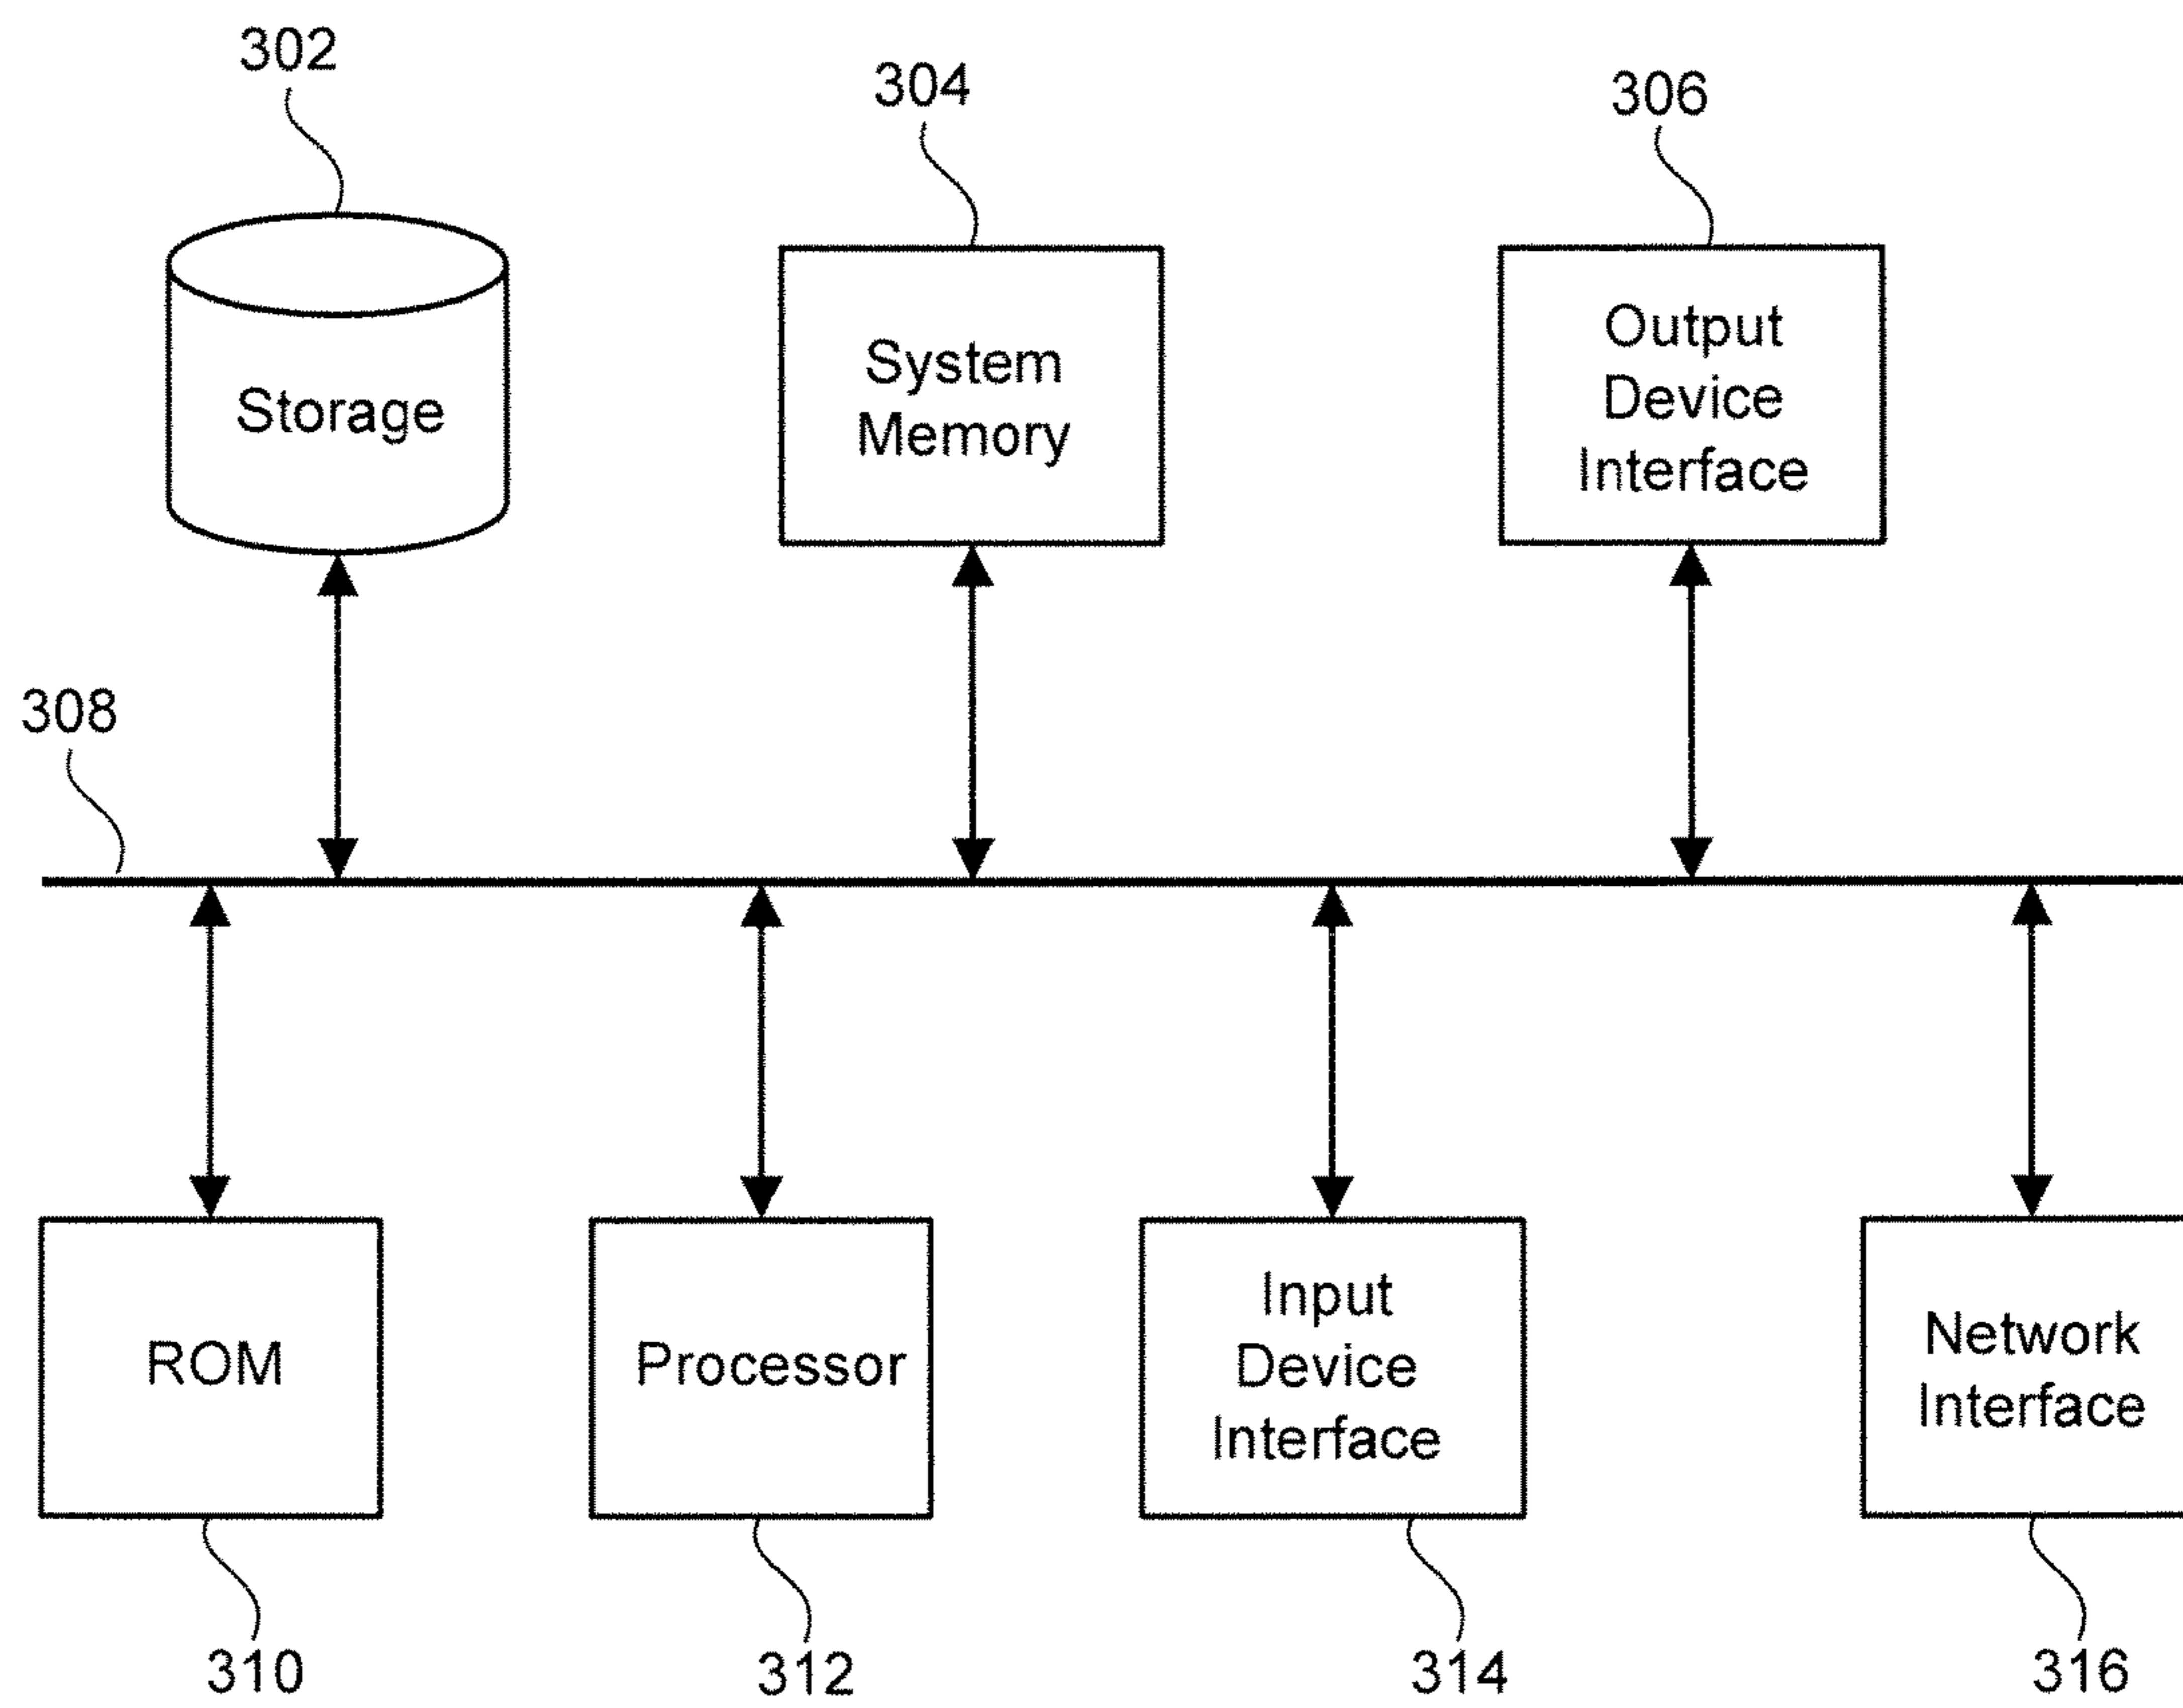 302
304
306
Storage
System
Memory
Output
Device
Interface
308
ROM
Processor
Input
Device
Interface
Network
Interface
310
312
314
316